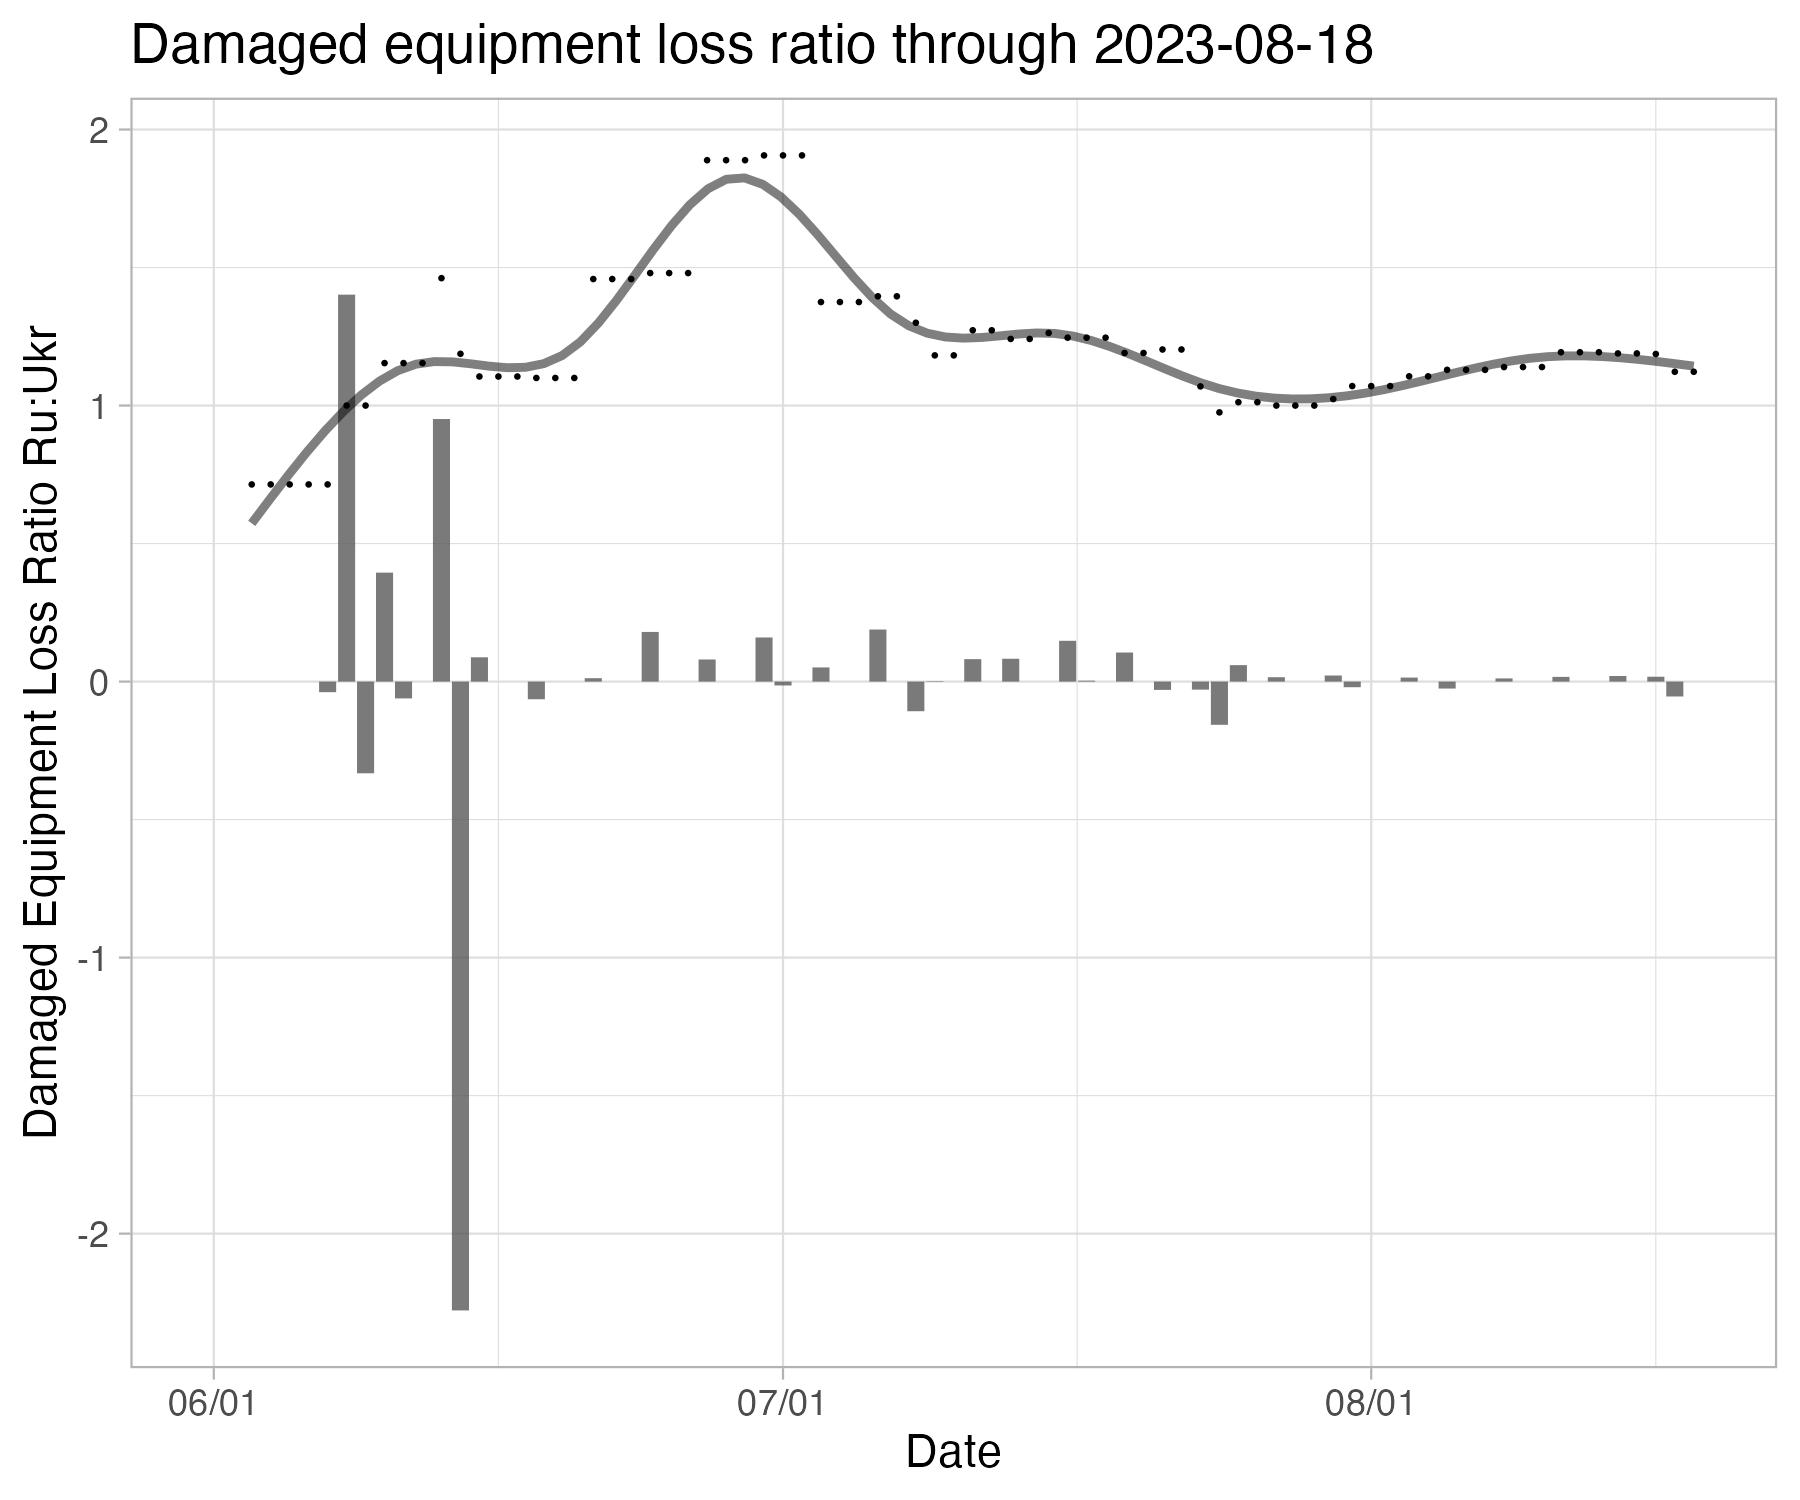 Damaged equipment loss ratio through 2023-08-18
Damaged Equipment Loss Ratio Ru:Ukr
2
1
0
-1
-2
06/01
07/01
08/01
Date